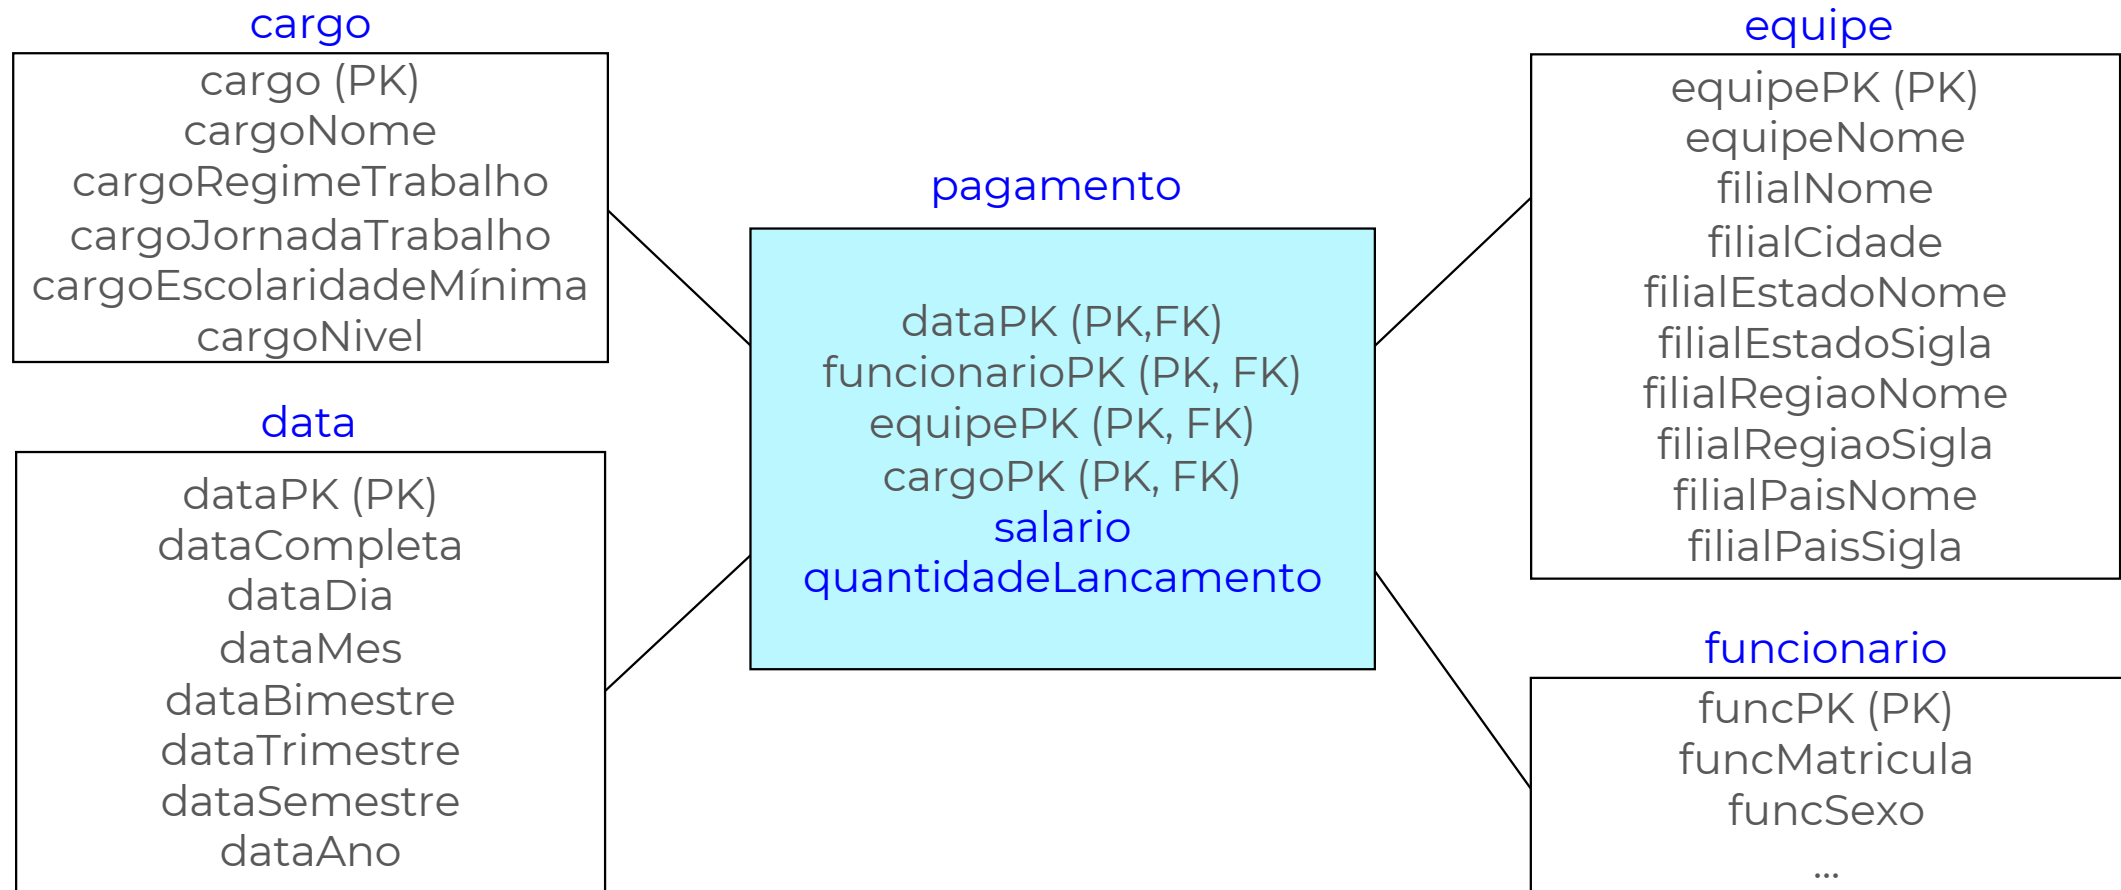 cargo
cargo (PK)
cargoNome
cargoRegimeTrabalho
cargoJornadaTrabalho
cargoEscolaridadeMínima
cargoNivel
data
dataPK (PK)
dataCompleta
dataDia
dataMes
dataBimestre
dataTrimestre
dataSemestre
dataAno
pagamento
dataPK (PK,FK)
funcionarioPK (PK, FK)
equipePK (PK, FK)
cargoPK (PK, FK)
salario
quantidadeLancamento
equipe
equipePK (PK)
equipeNome
filialNome
filialCidade
filialEstadoNome
filialEstadoSigla
filialRegiaoNome
filialRegiaoSigla
filialPaisNome
filialPaisSigla
funcionario
funcPK (PK)
funcMatricula
funcSexo
...